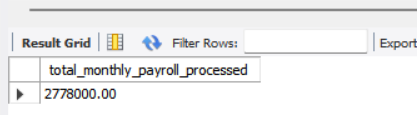 Result Grid Filter Rows: Export
total_monthly_payroll_processed
2778000.00